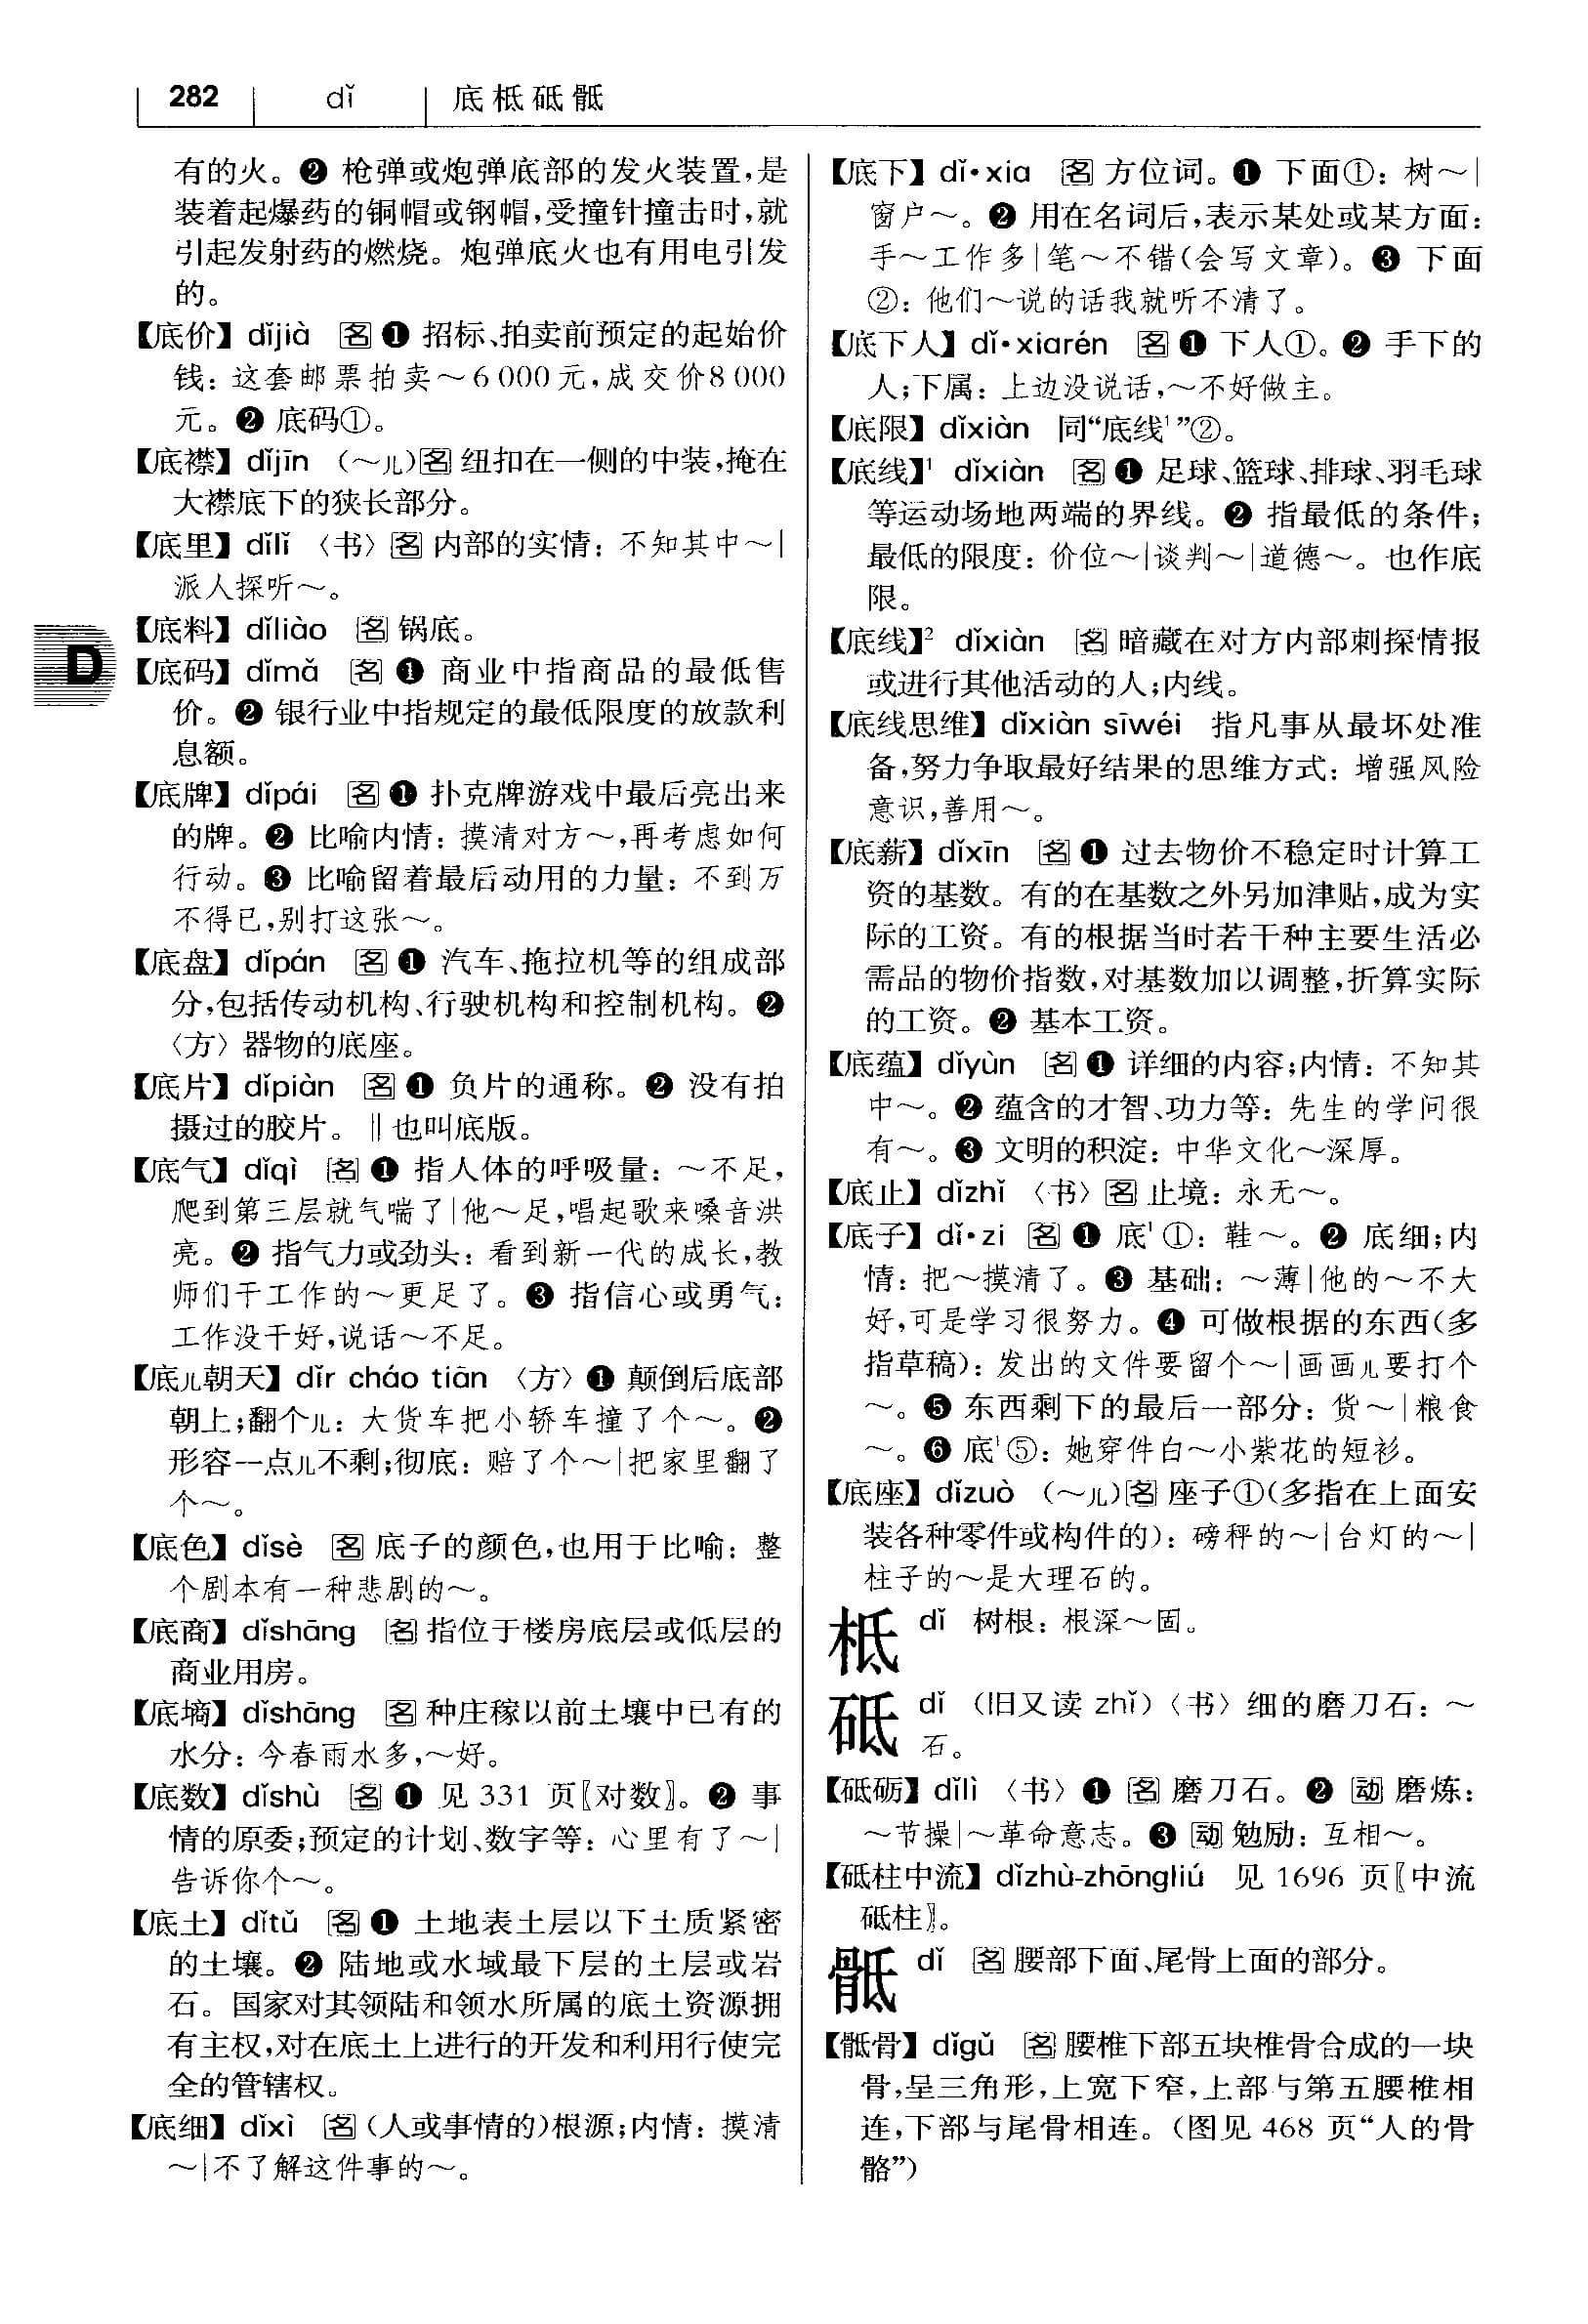 282 dǐ 底柢砥骶
有的火。❷ 枪弹或炮弹底部的发火装置,是
装着起爆药的铜帽或钢帽,受撞针撞击时,就
引起发射药的燃烧。炮弹底火也有用电引发
的。
【底价】dǐjià 名❶ 招标、拍卖前预定的起始价
钱：这套邮票拍卖～6 000元,成交价8 000
元。❷ 底码①。
【底襟】dǐjīn （～儿）名 纽扣在一侧的中装,掩在
大襟底下的狭长部分。
【底里】dǐlǐ 〈书〉名 内部的实情：不知其中～|
派人探听～。
【底料】dǐliào 名 锅底。
D
【底码】dǐmǎ 名❶ 商业中指商品的最低售
价。❷ 银行业中指规定的最低限度的放款利
息额。
【底牌】dǐpái 名❶ 扑克牌游戏中最后亮出来
的牌。❷ 比喻内情：摸清对方～,再考虑如何
行动。❸ 比喻留着最后动用的力量：不到万
不得已,别打这张～。
【底盘】dǐpán 名❶ 汽车、拖拉机等的组成部
分,包括传动机构、行驶机构和控制机构。❷
〈方〉器物的底座。
【底片】dǐpiàn 名❶ 负片的通称。❷ 没有拍
摄过的胶片。‖也叫底版。
【底气】dǐqì 名❶ 指人体的呼吸量：～不足,
爬到第三层就气喘了|他～足,唱起歌来嗓音洪
亮。❷ 指气力或劲头：看到新一代的成长,教
师们干工作的～更足了。❸ 指信心或勇气：
工作没干好,说话～不足。
【底儿朝天】dǐr cháo tiān 〈方〉❶ 颠倒后底部
朝上;翻个儿：大货车把小轿车撞了个～。❷
形容一点儿不剩;彻底：赔了个～|把家里翻了
个～。
【底色】dǐsè 名 底子的颜色,也用于比喻：整
个剧本有一种悲剧的～。
【底商】dǐshāng 名 指位于楼房底层或低层的
商业用房。
【底墒】dǐshāng 名 种庄稼以前土壤中已有的
水分：今春雨水多,～好。
【底数】dǐshù 名❶ 见 331 页〖对数〗。❷ 事
情的原委;预定的计划、数字等：心里有了～|
告诉你个～。
【底土】dǐtǔ 名❶ 土地表土层以下土质紧密
的土壤。❷ 陆地或水域最下层的土层或岩
石。国家对其领陆和领水所属的底土资源拥
有主权,对在底土上进行的开发和利用行使完
全的管辖权。
【底细】dǐxì 名（人或事情的）根源;内情：摸清
～|不了解这件事的～。
【底下】dǐ·xia 名 方位词。❶ 下面①：树～|
窗户～。❷ 用在名词后,表示某处或某方面：
手～工作多|笔～不错（会写文章）。❸ 下面
②：他们～说的话我就听不清了。
【底下人】dǐ·xiarén 名❶ 下人①。❷ 手下的
人;下属：上边没说话,～不好做主。
【底限】dǐxiàn 同“底线¹”②。
【底线】¹ dǐxiàn 名❶ 足球、篮球、排球、羽毛球
等运动场地两端的界线。❷ 指最低的条件;
最低的限度：价位～|谈判～|道德～。也作底
限。
【底线】² dǐxiàn 名 暗藏在对方内部刺探情报
或进行其他活动的人;内线。
【底线思维】dǐxiàn sīwéi 指凡事从最坏处准
备,努力争取最好结果的思维方式：增强风险
意识,善用～。
【底薪】dǐxīn 名❶ 过去物价不稳定时计算工
资的基数。有的在基数之外另加津贴,成为实
际的工资。有的根据当时若干种主要生活必
需品的物价指数,对基数加以调整,折算实际
的工资。❷ 基本工资。
【底蕴】dǐyùn 名❶ 详细的内容;内情：不知其
中～。❷ 蕴含的才智、功力等：先生的学问很
有～。❸ 文明的积淀：中华文化～深厚。
【底止】dǐzhǐ 〈书〉名 止境：永无～。
【底子】dǐ·zi 名❶ 底¹①：鞋～。❷ 底细;内
情：把～摸清了。❸ 基础：～薄|他的～不大
好,可是学习很努力。❹ 可做根据的东西（多
指草稿）：发出的文件要留个～|画画儿要打个
～。❺ 东西剩下的最后一部分：货～|粮食
～。❻ 底¹⑤：她穿件白～小紫花的短衫。
【底座】dǐzuò （～儿）名 座子①（多指在上面安
装各种零件或构件的）：磅秤的～|台灯的～|
柱子的～是大理石的。
柢 dǐ 树根：根深～固。
砥 dǐ （旧又读 zhǐ）〈书〉细的磨刀石：～
石。
【砥砺】dǐlì 〈书〉❶ 名 磨刀石。❷ 动 磨炼：
～节操|～革命意志。❸ 动 勉励：互相～。
【砥柱中流】dǐzhù-zhōngliú 见 1696 页〖中流
砥柱〗。
骶 dǐ 名 腰部下面、尾骨上面的部分。
【骶骨】dǐgǔ 名 腰椎下部五块椎骨合成的一块
骨,呈三角形,上宽下窄,上部与第五腰椎相
连,下部与尾骨相连。（图见 468 页“人的骨
骼”）